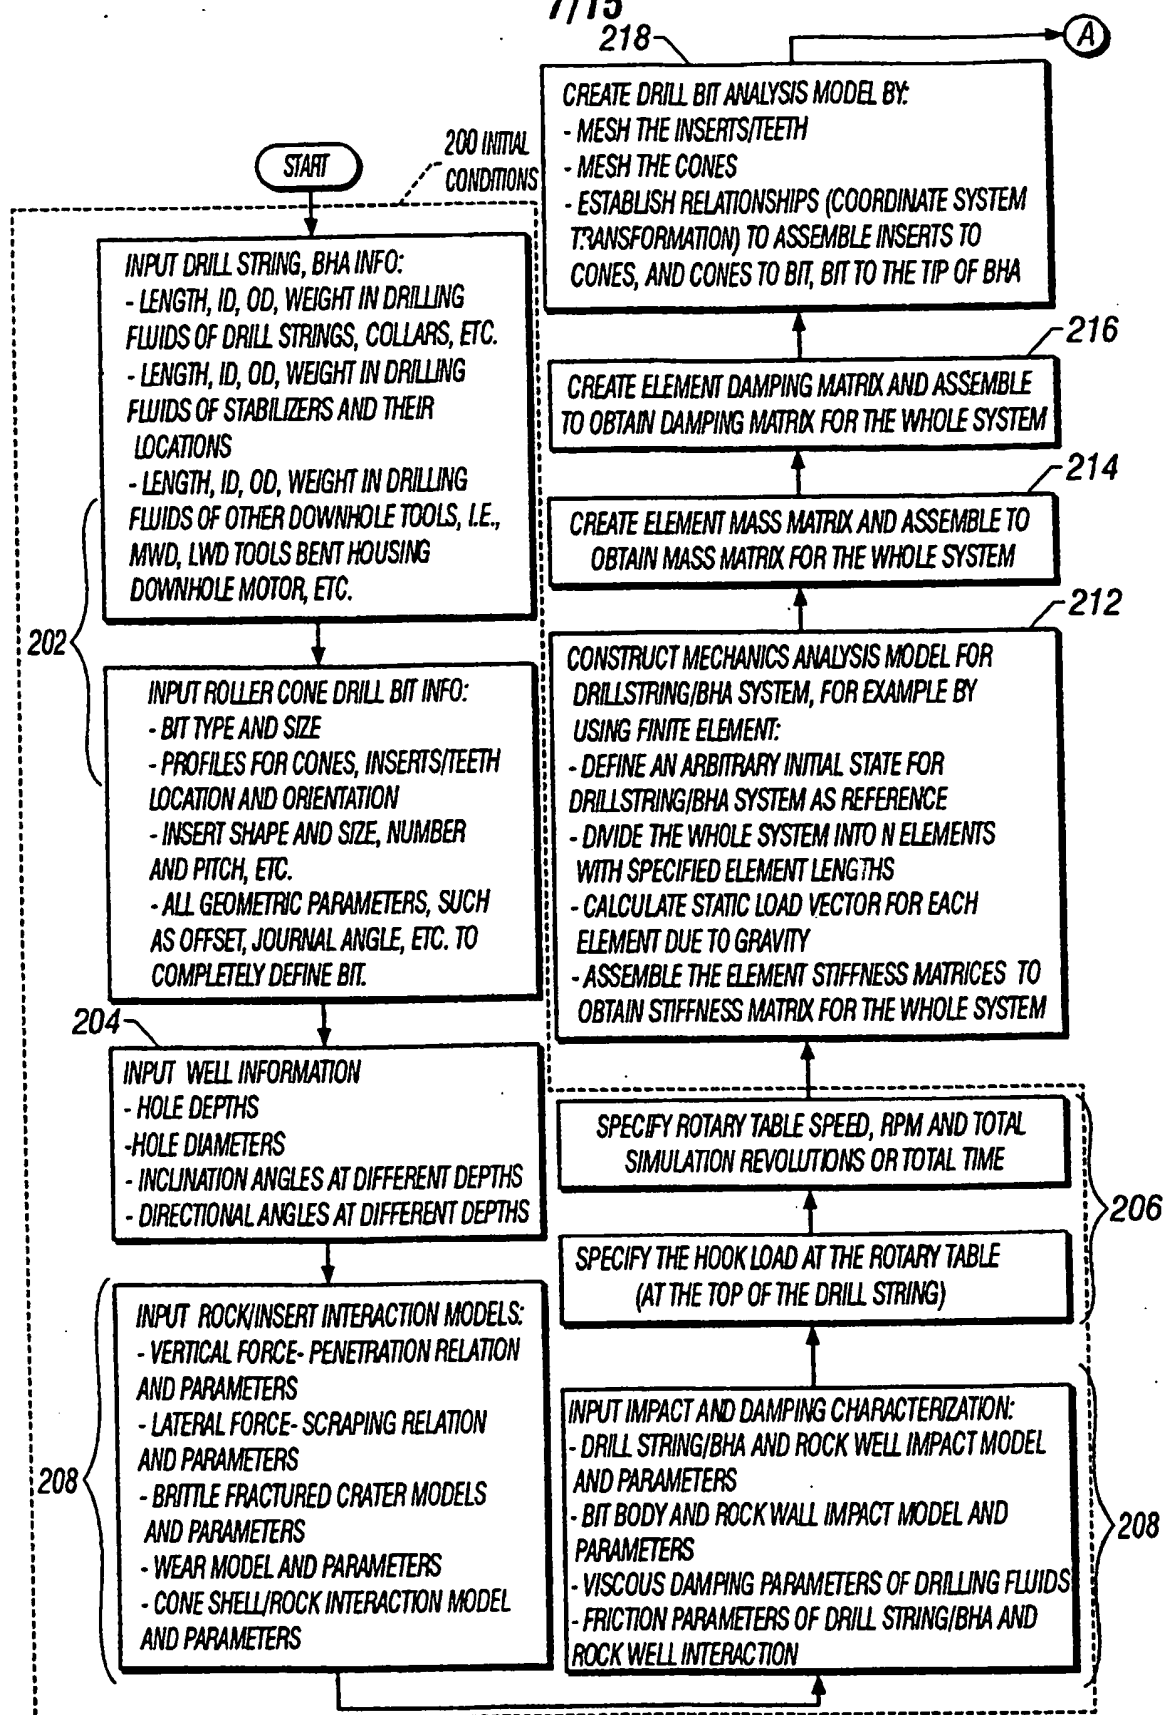 7/15
START
200 INITIAL
CONDITIONS
INPUT DRILL STRING, BHA INFO:
- LENGTH, ID, OD, WEIGHT IN DRILLING
FLUIDS OF DRILL STRINGS, COLLARS, ETC.
- LENGTH, ID, OD, WEIGHT IN DRILLING
FLUIDS OF STABILIZERS AND THEIR
LOCATIONS
- LENGTH, ID, OD, WEIGHT IN DRILLING
FLUIDS OF OTHER DOWNHOLE TOOLS, I.E.,
MWD, LWD TOOLS BENT HOUSING
DOWNHOLE MOTOR, ETC.
202
INPUT ROLLER CONE DRILL BIT INFO:
- BIT TYPE AND SIZE
- PROFILES FOR CONES, INSERTS/TEETH
LOCATION AND ORIENTATION
- INSERT SHAPE AND SIZE, NUMBER
AND PITCH, ETC.
- ALL GEOMETRIC PARAMETERS, SUCH
AS OFFSET, JOURNAL ANGLE, ETC. TO
COMPLETELY DEFINE BIT.
204
INPUT WELL INFORMATION
- HOLE DEPTHS
-HOLE DIAMETERS
- INCLINATION ANGLES AT DIFFERENT DEPTHS
- DIRECTIONAL ANGLES AT DIFFERENT DEPTHS
208
INPUT ROCK/INSERT INTERACTION MODELS:
- VERTICAL FORCE- PENETRATION RELATION
AND PARAMETERS
- LATERAL FORCE- SCRAPING RELATION
AND PARAMETERS
- BRITTLE FRACTURED CRATER MODELS
AND PARAMETERS
- WEAR MODEL AND PARAMETERS
- CONE SHELL/ROCK INTERACTION MODEL
AND PARAMETERS
INPUT IMPACT AND DAMPING CHARACTERIZATION:
- DRILL STRING/BHA AND ROCK WELL IMPACT MODEL
AND PARAMETERS
- BIT BODY AND ROCK WALL IMPACT MODEL AND
PARAMETERS
- VISCOUS DAMPING PARAMETERS OF DRILLING FLUIDS
- FRICTION PARAMETERS OF DRILL STRING/BHA AND
ROCK WELL INTERACTION
208
SPECIFY THE HOOK LOAD AT THE ROTARY TABLE
(AT THE TOP OF THE DRILL STRING)
SPECIFY ROTARY TABLE SPEED, RPM AND TOTAL
SIMULATION REVOLUTIONS OR TOTAL TIME
206
212
CONSTRUCT MECHANICS ANALYSIS MODEL FOR
DRILLSTRING/BHA SYSTEM, FOR EXAMPLE BY
USING FINITE ELEMENT:
- DEFINE AN ARBITRARY INITIAL STATE FOR
DRILLSTRING/BHA SYSTEM AS REFERENCE
- DIVIDE THE WHOLE SYSTEM INTO N ELEMENTS
WITH SPECIFIED ELEMENT LENGTHS
- CALCULATE STATIC LOAD VECTOR FOR EACH
ELEMENT DUE TO GRAVITY
- ASSEMBLE THE ELEMENT STIFFNESS MATRICES TO
OBTAIN STIFFNESS MATRIX FOR THE WHOLE SYSTEM
214
CREATE ELEMENT MASS MATRIX AND ASSEMBLE TO
OBTAIN MASS MATRIX FOR THE WHOLE SYSTEM
216
CREATE ELEMENT DAMPING MATRIX AND ASSEMBLE
TO OBTAIN DAMPING MATRIX FOR THE WHOLE SYSTEM
218
CREATE DRILL BIT ANALYSIS MODEL BY:
- MESH THE INSERTS/TEETH
- MESH THE CONES
- ESTABLISH RELATIONSHIPS (COORDINATE SYSTEM
TRANSFORMATION) TO ASSEMBLE INSERTS TO
CONES, AND CONES TO BIT, BIT TO THE TIP OF BHA
A